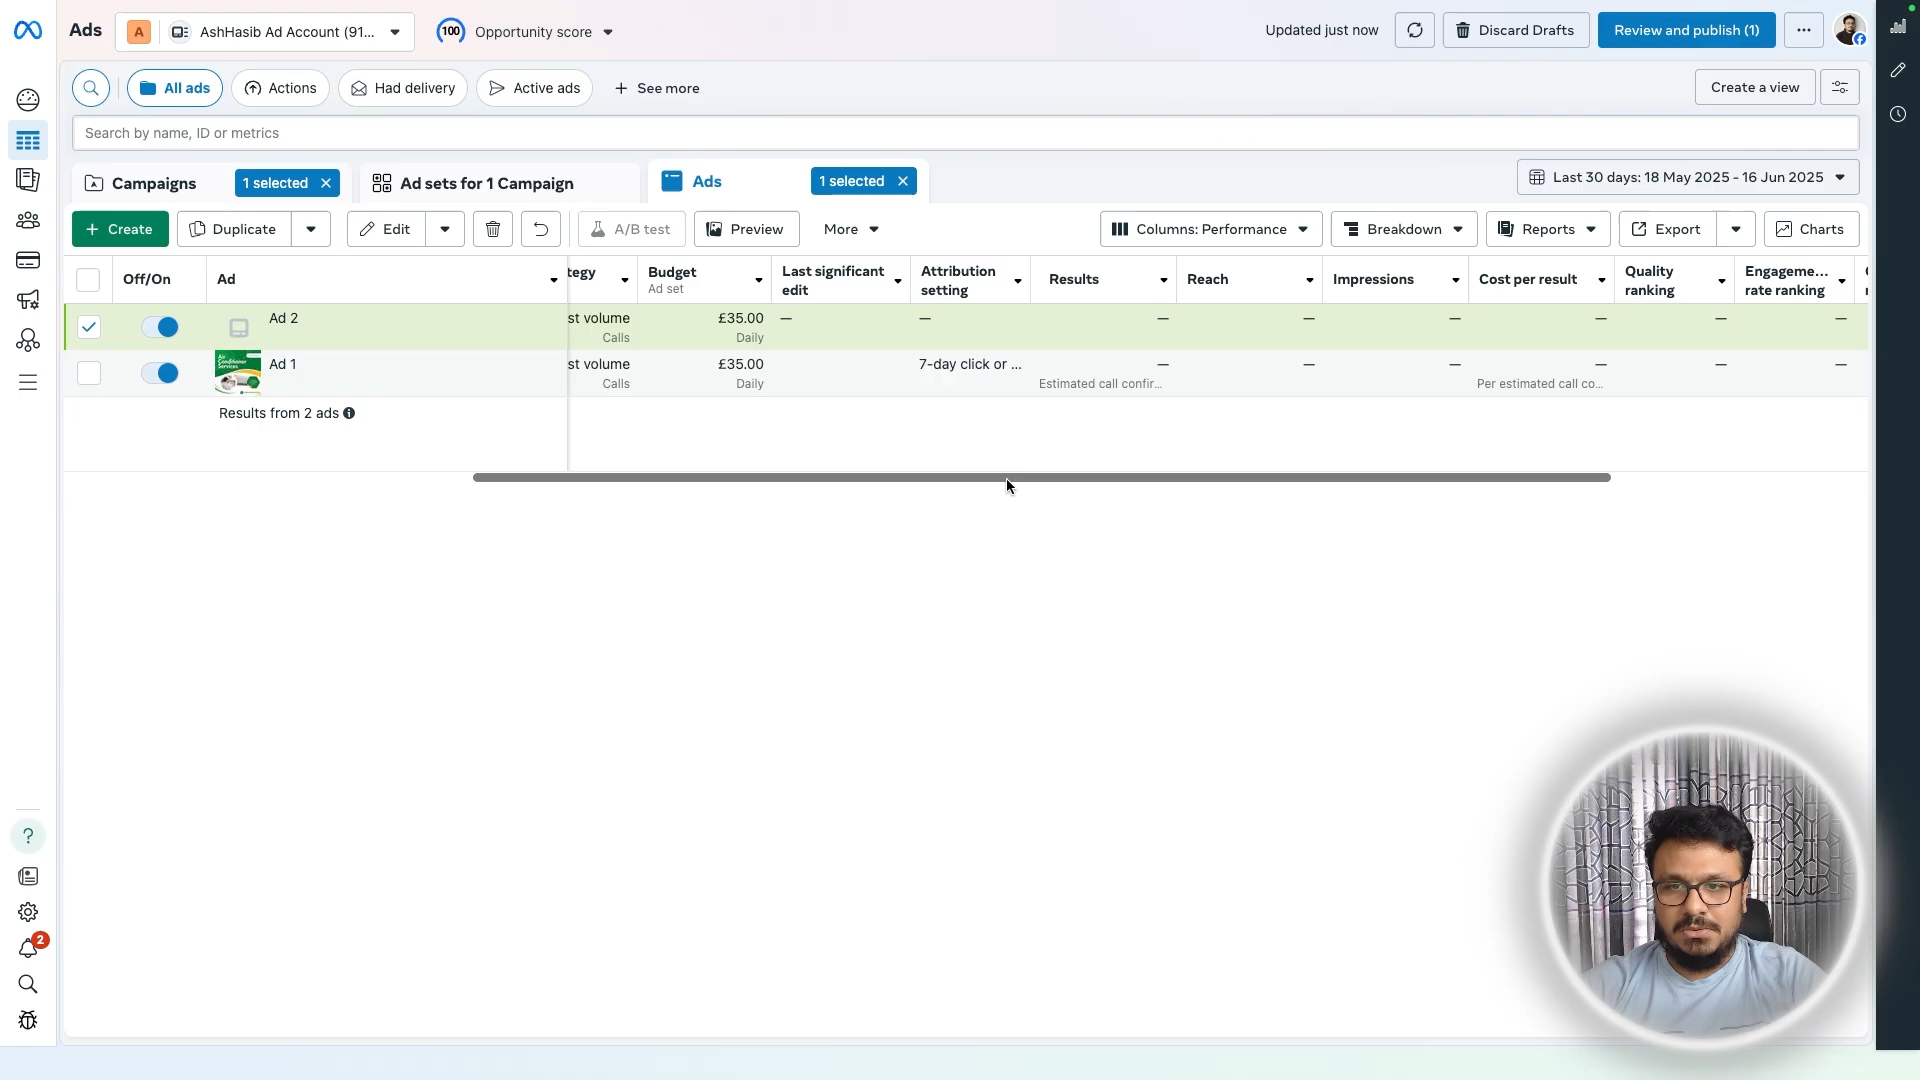 Ads
A
AshHasib Ad Account (91...
100
Opportunity score
Updated just now
Discard Drafts
Review and publish (1)
All ads
Actions
Had delivery
Active ads
+ See more
Create a view
Search by name, ID or metrics
Campaigns
1 selected
Ad sets for 1 Campaign
Ads
1 selected
Last 30 days: 18 May 2025 - 16 Jun 2025
+ Create
Duplicate
Edit
A/B test
Preview
More
Columns: Performance
Breakdown
Reports
Export
Charts
Off/On
Ad
tegy
Budget
Ad set
Last significant
edit
Attribution
setting
Results
Reach
Impressions
Cost per result
Quality
ranking
Engageme...
rate ranking
Ad 2
st volume
Calls
£35.00
Daily
—
—
—
—
—
—
—
—
Air
Conditioner
Services
Ad 1
st volume
Calls
£35.00
Daily
7-day click or ...
—
Estimated call confir...
—
—
—
Per estimated call co...
—
—
Results from 2 ads
?
2